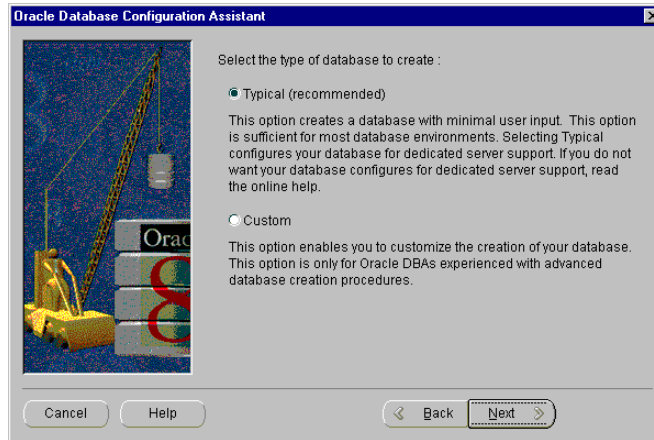 Oracle Database Configuration Assistant
Select the type of database to create :
Typical (recommended)
This option creates a database with minimal user input. This option
is sufficient for most database environments. Selecting Typical
configures your database for dedicated server support. If you do not
want your database configures for dedicated server support, read
the online help.
Custom
This option enables you to customize the creation of your database.
This option is only for Oracle DBAs experienced with advanced
database creation procedures.
Orac
8
Cancel
Help
Back
Next